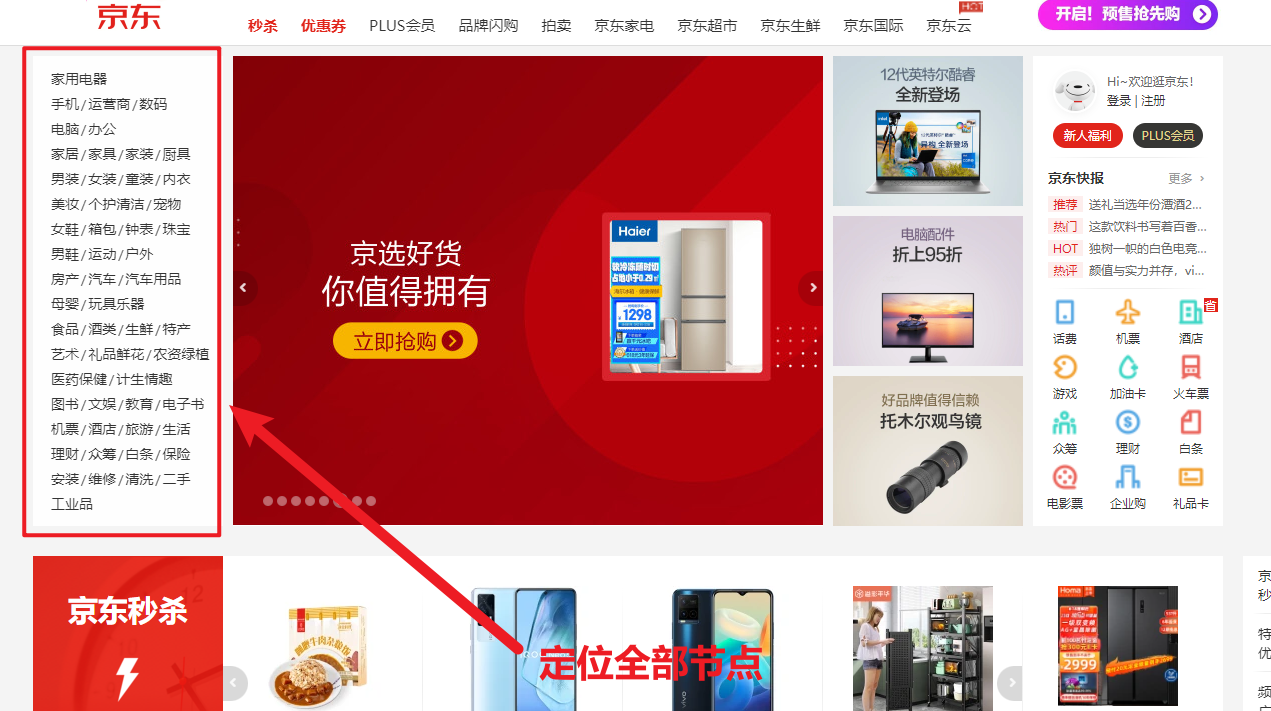 京东
秒杀 优惠券 PLUS会员 品牌闪购 拍卖 京东家电 京东超市 京东生鲜 京东国际 京东云
HOT
开启！预售抢先购
家用电器
手机/运营商/数码
电脑/办公
家居/家具/家装/厨具
男装/女装/童装/内衣
美妆/个护清洁/宠物
女鞋/箱包/钟表/珠宝
男鞋/运动/户外
房产/汽车/汽车用品
母婴/玩具乐器
食品/酒类/生鲜/特产
艺术/礼品鲜花/农资绿植
医药保健/计生情趣
图书/文娱/教育/电子书
机票/酒店/旅游/生活
理财/众筹/白条/保险
安装/维修/清洗/二手
工业品
京选好货
你值得拥有
立即抢购
Haier
1298
12代英特尔酷睿
全新登场
intel
电脑配件
折上95折
好品牌值得信赖
托木尔观鸟镜
Hi~欢迎逛京东!
登录 | 注册
新人福利 PLUS会员
京东快报 更多 ›
推荐 送礼当选年份潭酒2...
热门 这款饮料书写着百香...
HOT 独树一帜的白色电竞...
热评 颜值与实力并存，vi...
省
话费 机票 酒店
游戏 加油卡 火车票
众筹 理财 白条
电影票 企业购 礼品卡
京东秒杀
定位全部节点
vivo
Homa
2999
京
秒
特
优
频